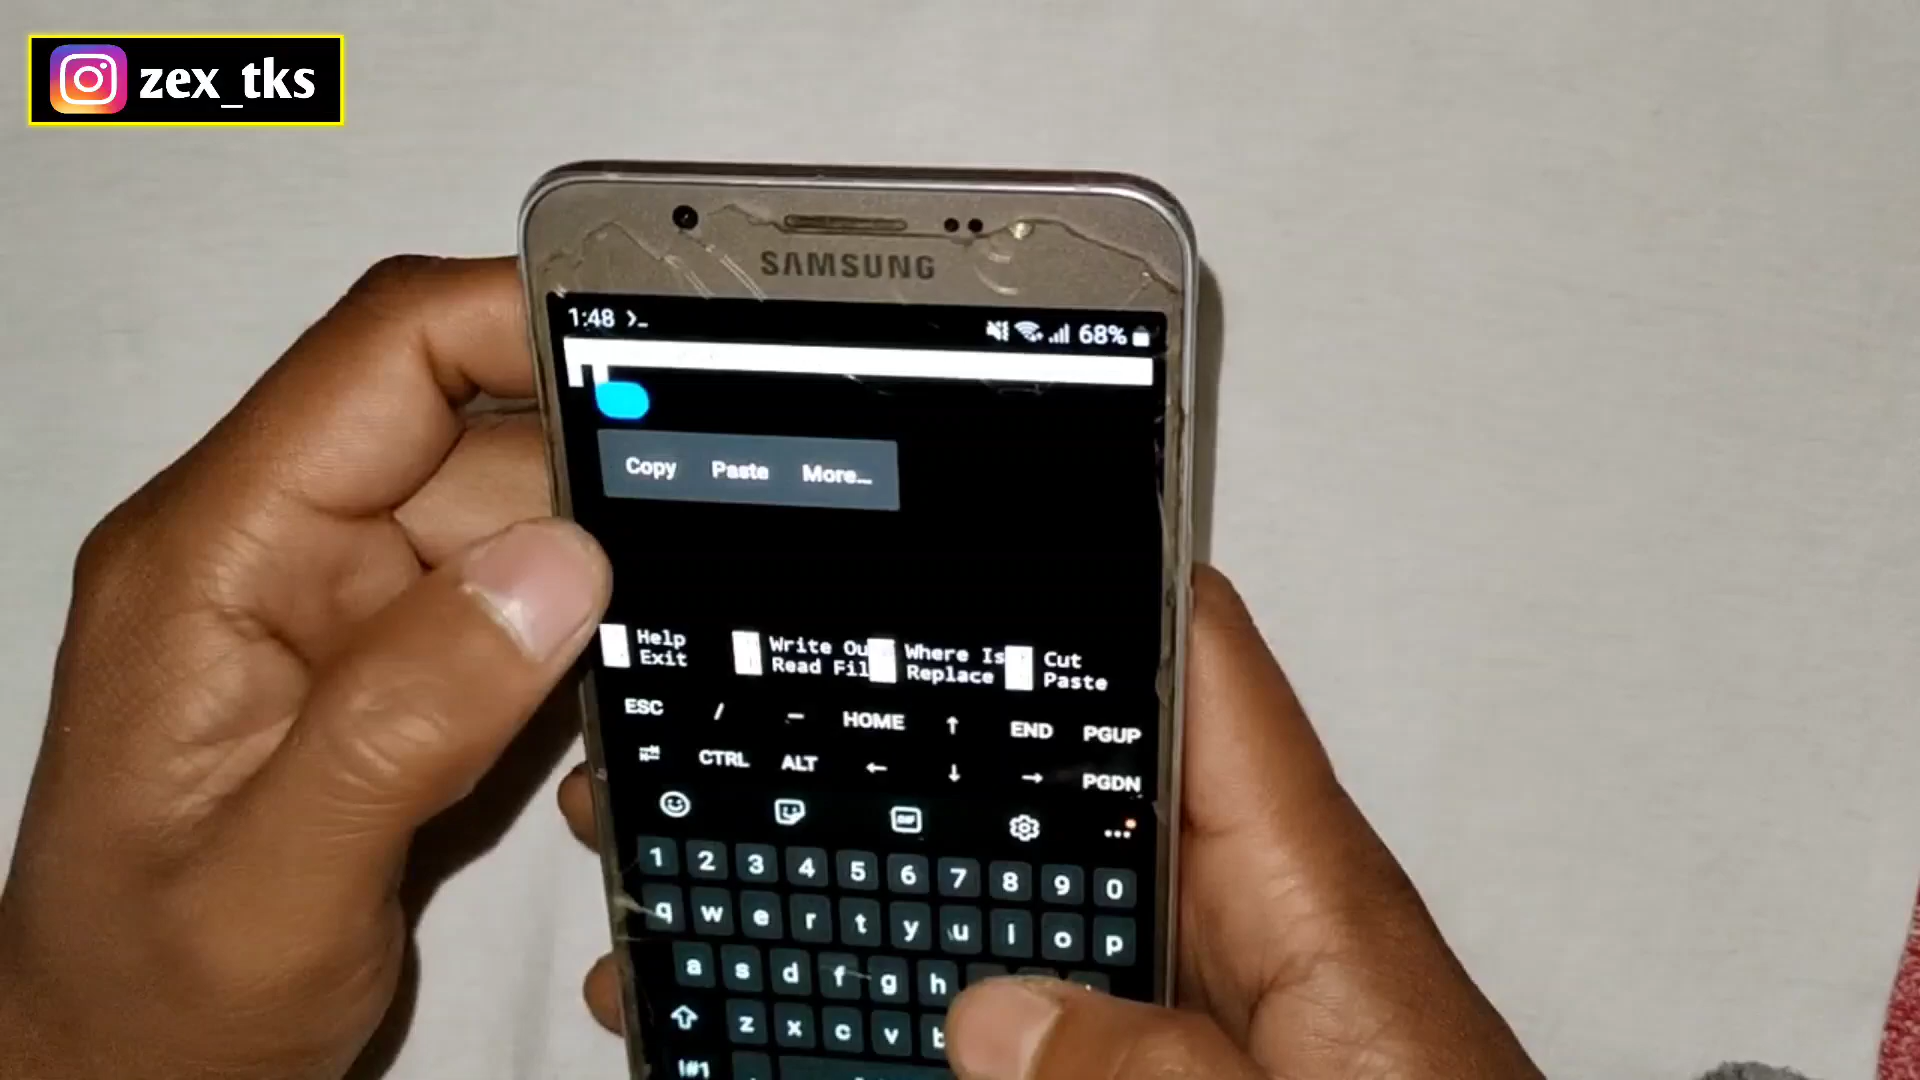 zex_tks
SAMSUNG
1:48
68%
Copy Paste More...
Help Write Ou Where Is Cut
Exit Read Fil Replace Paste
ESC / – HOME ↑ END PGUP
CTRL ALT ← ↓ → PGDN
GIF
1 2 3 4 5 6 7 8 9 0
q w e r t y u i o p
a s d f g h
z x c v b
!#1